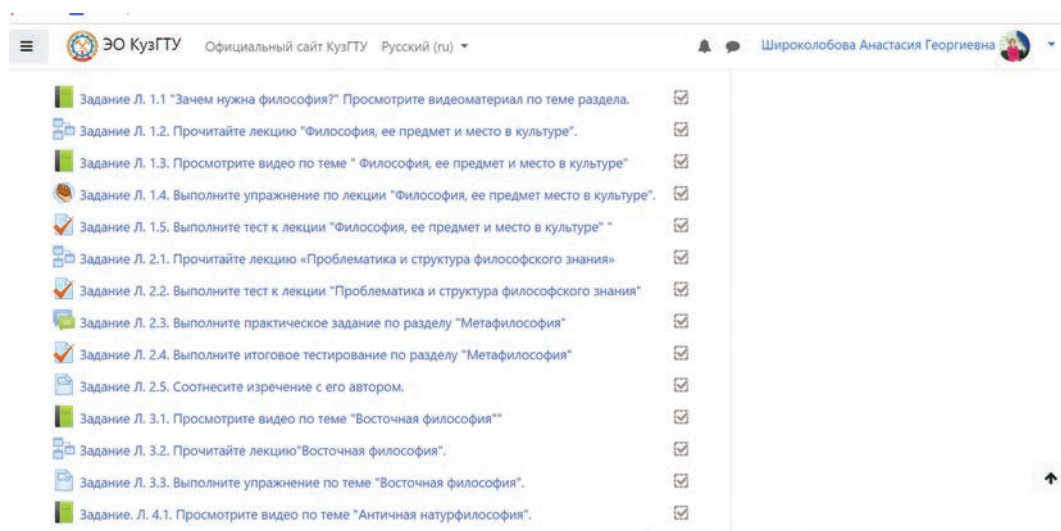 ЭО КузГТУ Официальный сайт КузГТУ Русский (ru) Широколобова Анастасия Георгиевна
Задание Л. 1.1 "Зачем нужна философия?" Просмотрите видеоматериал по теме раздела.
Задание Л. 1.2. Прочитайте лекцию "Философия, ее предмет и место в культуре".
Задание Л. 1.3. Просмотрите видео по теме " Философия, ее предмет и место в культуре"
Задание Л. 1.4. Выполните упражнение по лекции "Философия, ее предмет место в культуре".
Задание Л. 1.5. Выполните тест к лекции "Философия, ее предмет и место в культуре" "
Задание Л. 2.1. Прочитайте лекцию «Проблематика и структура философского знания»
Задание Л. 2.2. Выполните тест к лекции "Проблематика и структура философского знания"
Задание Л. 2.3. Выполните практическое задание по разделу "Метафилософия"
Задание Л. 2.4. Выполните итоговое тестирование по разделу "Метафилософия"
Задание Л. 2.5. Соотнесите изречение с его автором.
Задание Л. 3.1. Просмотрите видео по теме "Восточная философия""
Задание Л. 3.2. Прочитайте лекцию"Восточная философия".
Задание Л. 3.3. Выполните упражнение по теме "Восточная философия".
Задание. Л. 4.1. Просмотрите видео по теме "Античная натурфилософия".